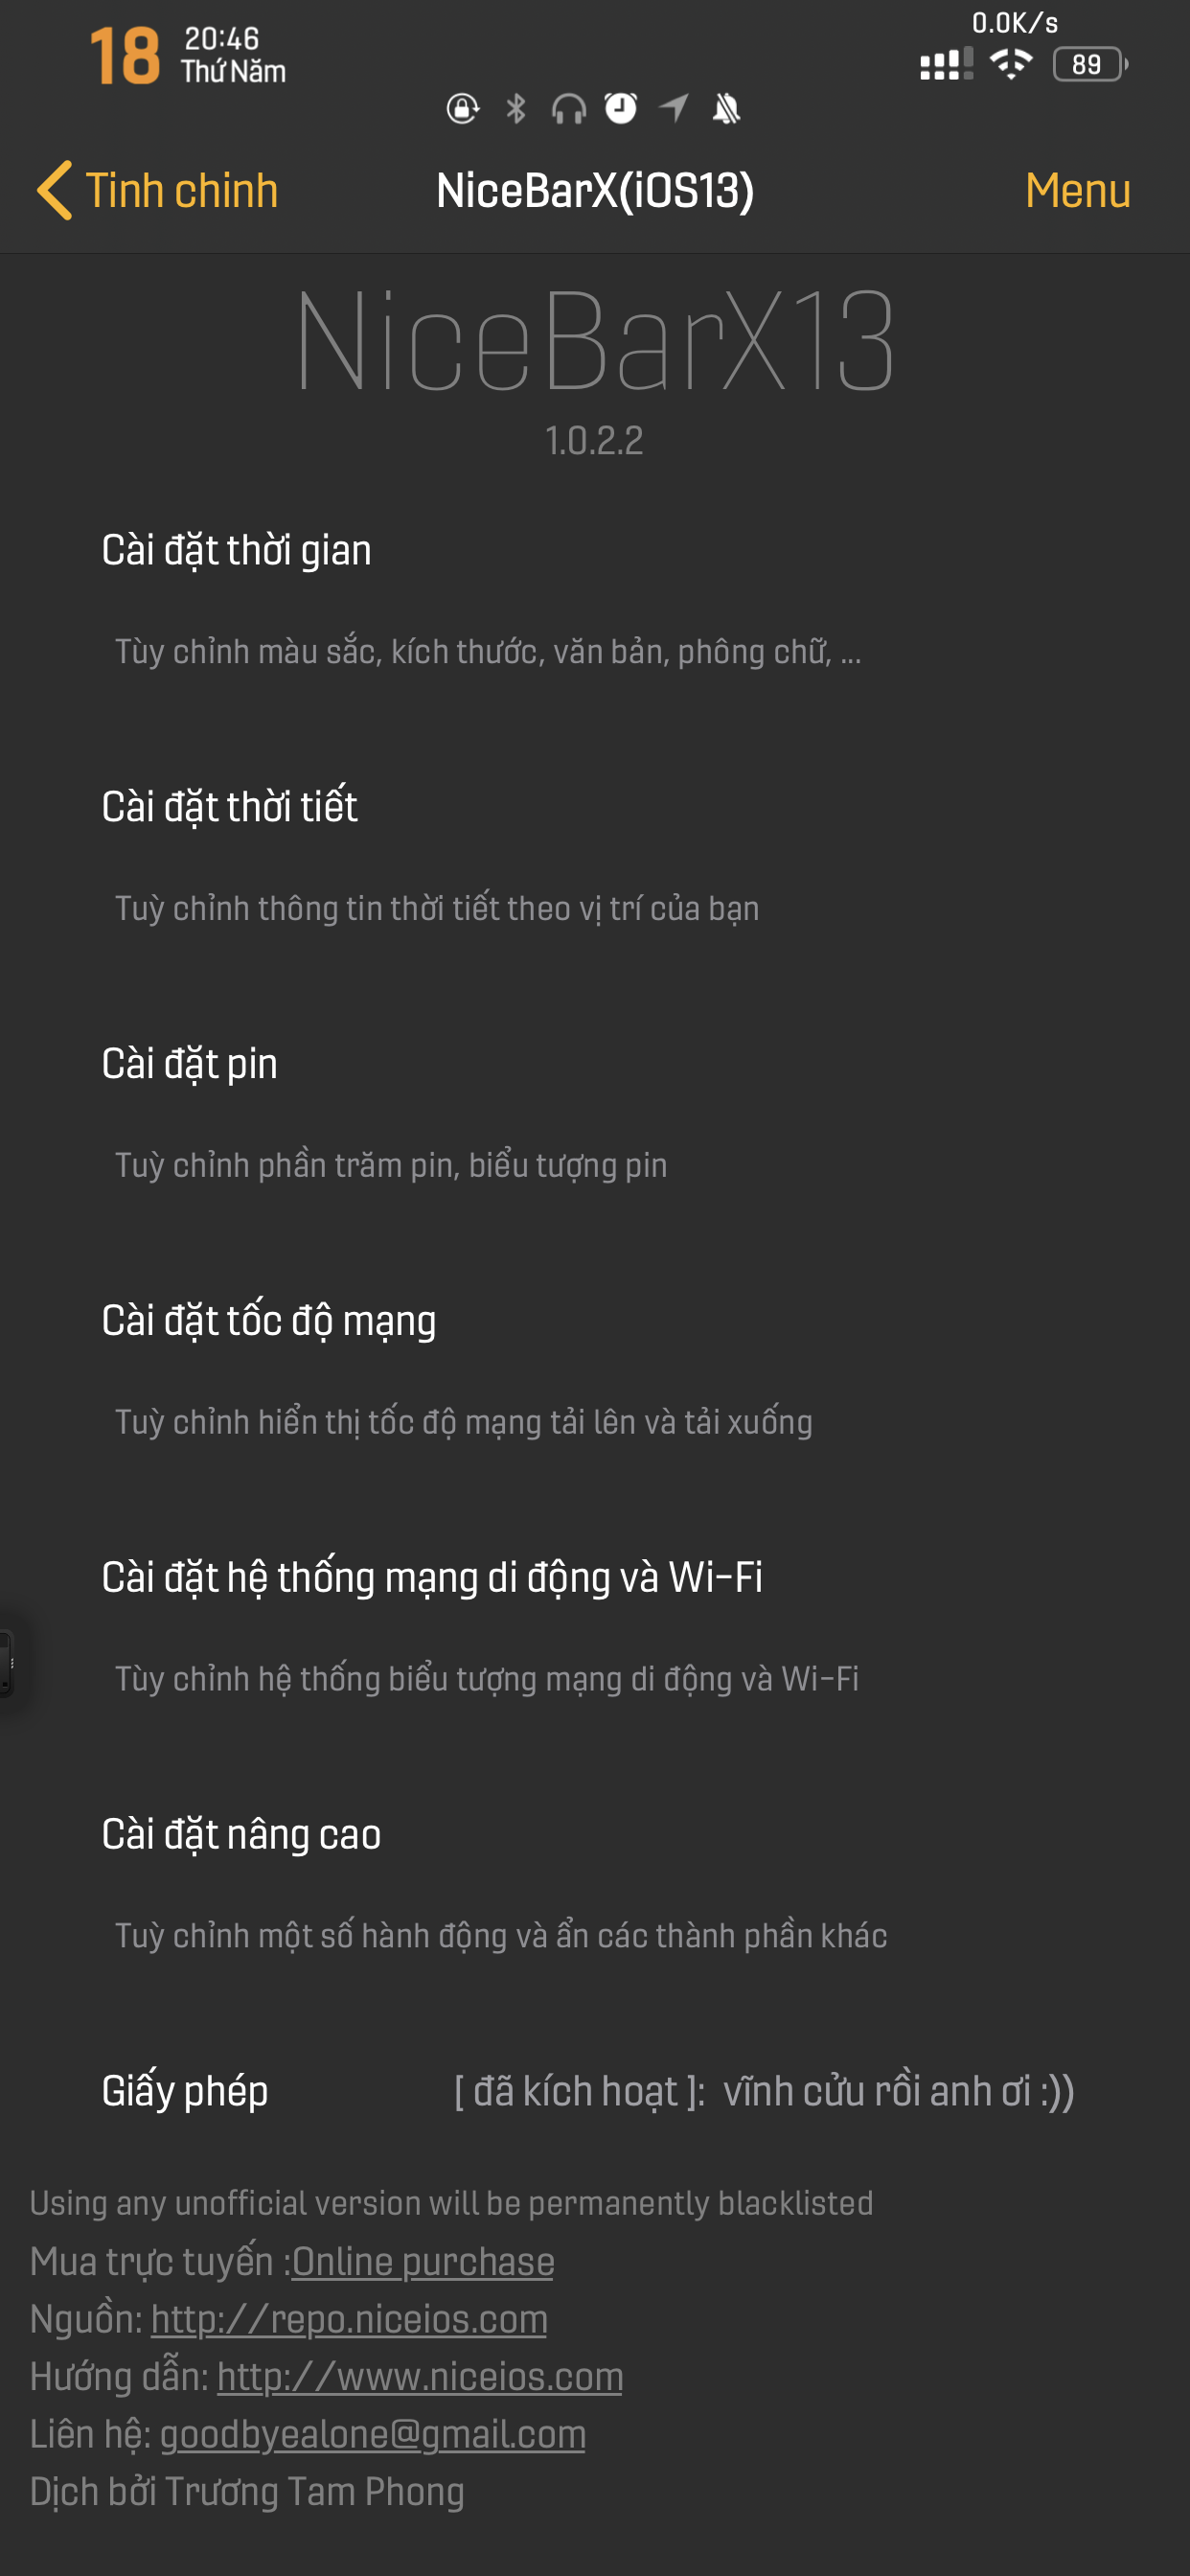 18 20:46
Thứ Năm
0.0K/s
89
Tinh chinh
NiceBarX(iOS13)
Menu
NiceBarX13
1.0.2.2
Cài đặt thời gian
Tùy chỉnh màu sắc, kích thước, văn bản, phông chữ, ...
Cài đặt thời tiết
Tuỳ chỉnh thông tin thời tiết theo vị trí của bạn
Cài đặt pin
Tuỳ chỉnh phần trăm pin, biểu tượng pin
Cài đặt tốc độ mạng
Tuỳ chỉnh hiển thị tốc độ mạng tải lên và tải xuống
Cài đặt hệ thống mạng di động và Wi-Fi
Tùy chỉnh hệ thống biểu tượng mạng di động và Wi-Fi
Cài đặt nâng cao
Tuỳ chỉnh một số hành động và ẩn các thành phần khác
Giấy phép [ đã kích hoạt ]: vĩnh cửu rồi anh ơi :))
Using any unofficial version will be permanently blacklisted
Mua trực tuyến :Online purchase
Nguồn: http://repo.niceios.com
Hướng dẫn: http://www.niceios.com
Liên hệ: goodbyealone@gmail.com
Dịch bởi Trương Tam Phong